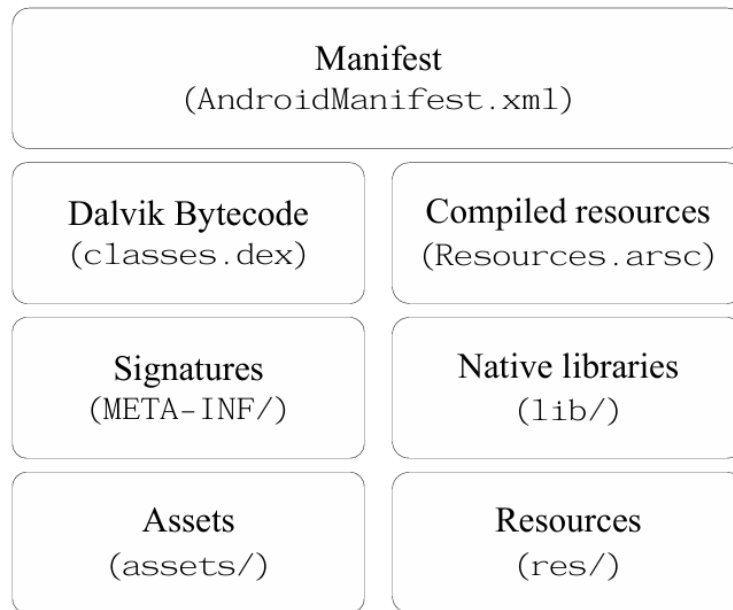 Manifest
(AndroidManifest.xml)
Dalvik Bytecode
(classes.dex)
Compiled resources
(Resources.arsc)
Signatures
(META-INF/)
Native libraries
(lib/)
Assets
(assets/)
Resources
(res/)